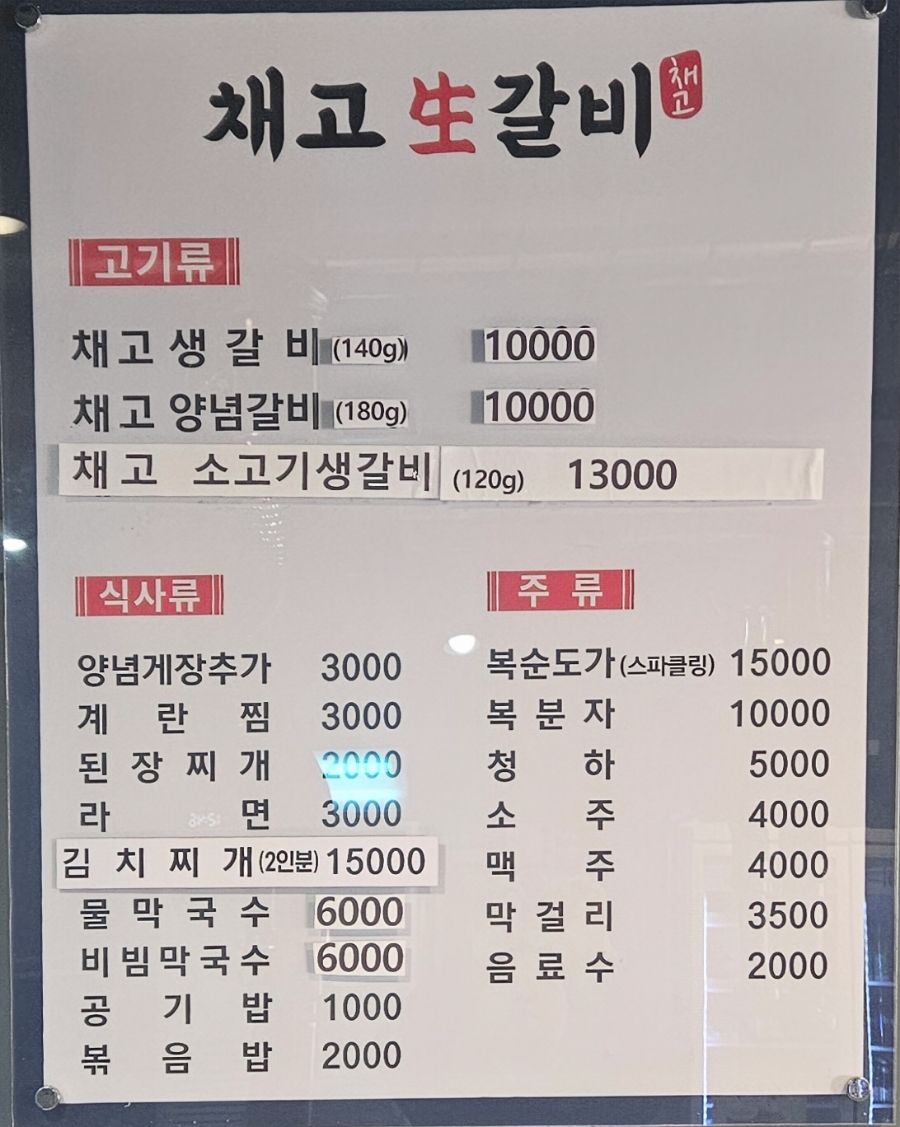 채고 生갈비 채고
고기류
채고생갈비(140g) 10000
채고양념갈비(180g) 10000
채고 소고기생갈비 (120g) 13000
식사류
양념게장추가 3000
계란찜 3000
된장찌개 2000
라면 3000
김치찌개(2인분) 15000
물막국수 6000
비빔막국수 6000
공기밥 1000
볶음밥 2000
주류
복순도가(스파클링) 15000
복분자 10000
청하 5000
소주 4000
맥주 4000
막걸리 3500
음료수 2000